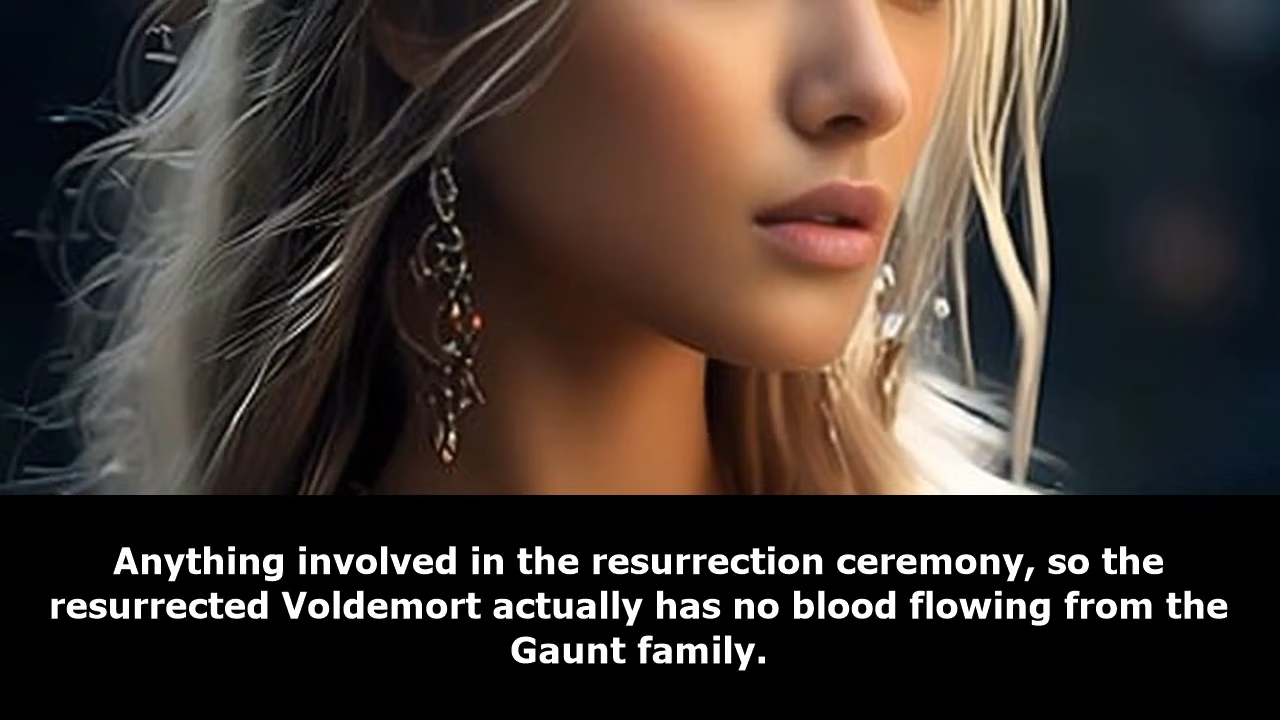 Anything involved in the resurrection ceremony, so the
resurrected Voldemort actually has no blood flowing from the
Gaunt family.